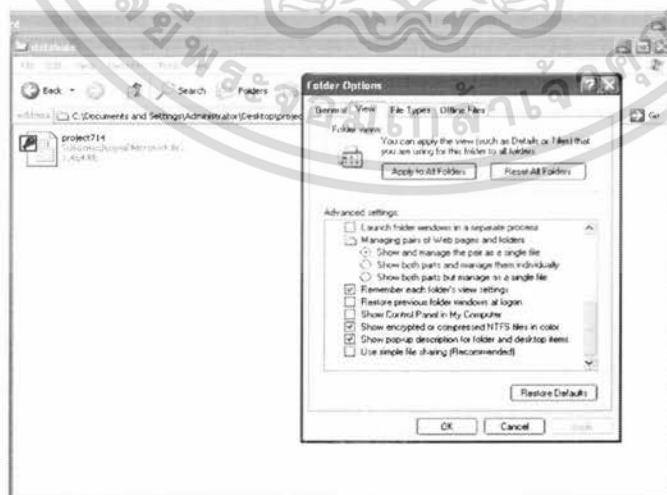 database
Back
Search
Folders
C:\Documents and Settings\Administrator\Desktop\projec
Go
project714
Folder Options
General
View
File Types
Offline Files
Folder views
You can apply the view (such as Details or Tiles) that
you are using for this folder to all folders.
Apply to All Folders
Reset All Folders
Advanced settings:
Launch folder windows in a separate process
Managing pairs of Web pages and folders
Show and manage the pair as a single file
Show both parts and manage them individually
Show both parts but manage as a single file
Remember each folder's view settings
Restore previous folder windows at logon
Show Control Panel in My Computer
Show encrypted or compressed NTFS files in color
Show pop-up description for folder and desktop items
Use simple file sharing (Recommended)
Restore Defaults
OK
Cancel